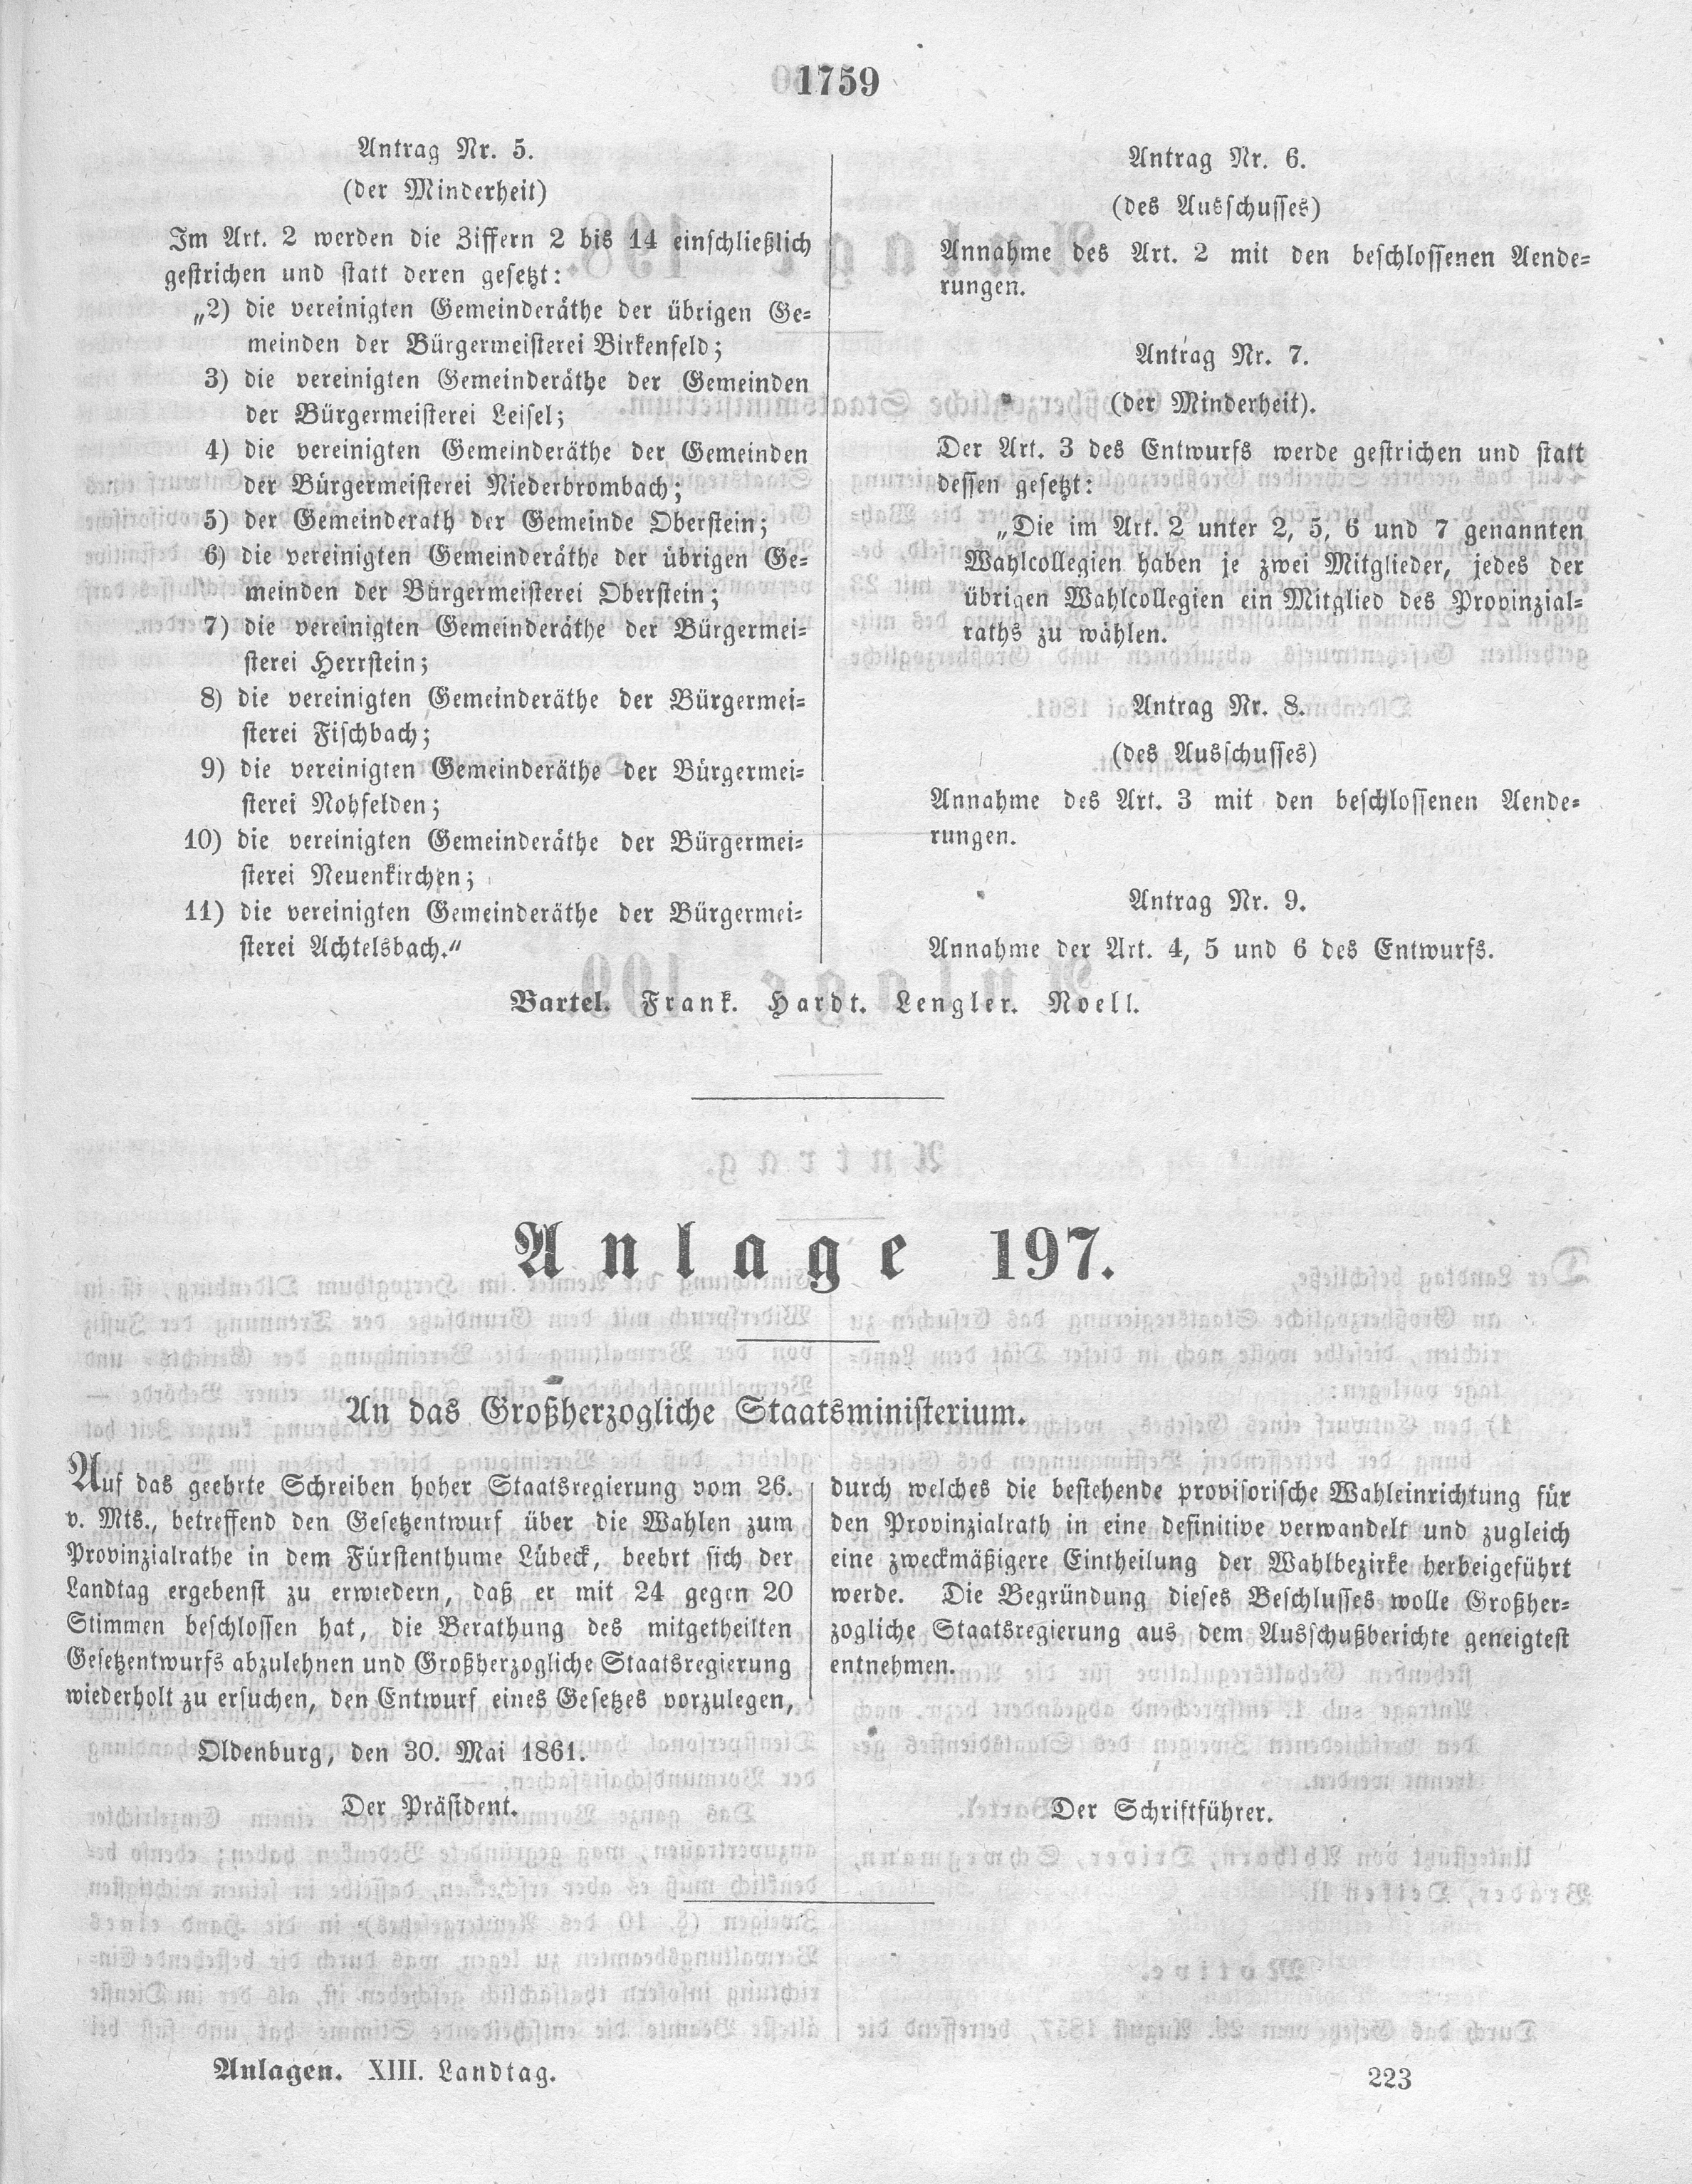 1759
Antrag Nr. 5.
(der Minderheit)
Im Art. 2 werden die Ziffern 2 bis 14 einschließlich
gestrichen und statt deren gesetzt:
„2) die vereinigten Gemeinderäthe der übrigen Ge-
meinden der Bürgermeisterei Birkenfeld;
3) die vereinigten Gemeinderäthe der Gemeinden
der Bürgermeisterei Leisel;
4) die vereinigten Gemeinderäthe der Gemeinden
der Bürgermeisterei Niederbrombach;
5) der Gemeinderath der Gemeinde Oberstein;
6) die vereinigten Gemeinderäthe der übrigen Ge-
meinden der Bürgermeisterei Oberstein;
7) die vereinigten Gemeinderäthe der Bürgermei-
sterei Herrstein;
8) die vereinigten Gemeinderäthe der Bürgermei-
sterei Fischbach;
9) die vereinigten Gemeinderäthe der Bürgermei-
sterei Nohfelden;
10) die vereinigten Gemeinderäthe der Bürgermei-
sterei Neuenkirchen;
11) die vereinigten Gemeinderäthe der Bürgermei-
sterei Achtelsbach.“
Antrag Nr. 6.
(des Ausschusses)
Annahme des Art. 2 mit den beschlossenen Aende-
rungen.
Antrag Nr. 7.
(der Minderheit).
Der Art. 3 des Entwurfs werde gestrichen und statt
dessen gesetzt:
„Die im Art. 2 unter 2, 5, 6 und 7 genannten
Wahlcollegien haben je zwei Mitglieder, jedes der
übrigen Wahlcollegien ein Mitglied des Provinzial-
raths zu wählen.
Antrag Nr. 8.
(des Ausschusses)
Annahme des Art. 3 mit den beschlossenen Aende-
rungen.
Antrag Nr. 9.
Annahme der Art. 4, 5 und 6 des Entwurfs.
Bartel. Frank. Hardt. Lengler. Noell.
Anlage 197.
An das Großherzogliche Staatsministerium.
Auf das geehrte Schreiben hoher Staatsregierung vom 26.
v. Mts., betreffend den Gesetzentwurf über die Wahlen zum
Provinzialrathe in dem Fürstenthume Lübeck, beehrt sich der
Landtag ergebenst zu erwiedern, daß er mit 24 gegen 20
Stimmen beschlossen hat, die Berathung des mitgetheilten
Gesetzentwurfs abzulehnen und Großherzogliche Staatsregierung
wiederholt zu ersuchen, den Entwurf eines Gesetzes vorzulegen,
durch welches die bestehende provisorische Wahleinrichtung für
den Provinzialrath in eine definitive verwandelt und zugleich
eine zweckmäßigere Eintheilung der Wahlbezirke herbeigeführt
werde. Die Begründung dieses Beschlusses wolle Großher-
zogliche Staatsregierung aus dem Ausschußberichte geneigtest
entnehmen.
Oldenburg, den 30. Mai 1861.
Der Präsident.
Der Schriftführer.
Anlagen. XIII. Landtag.
223